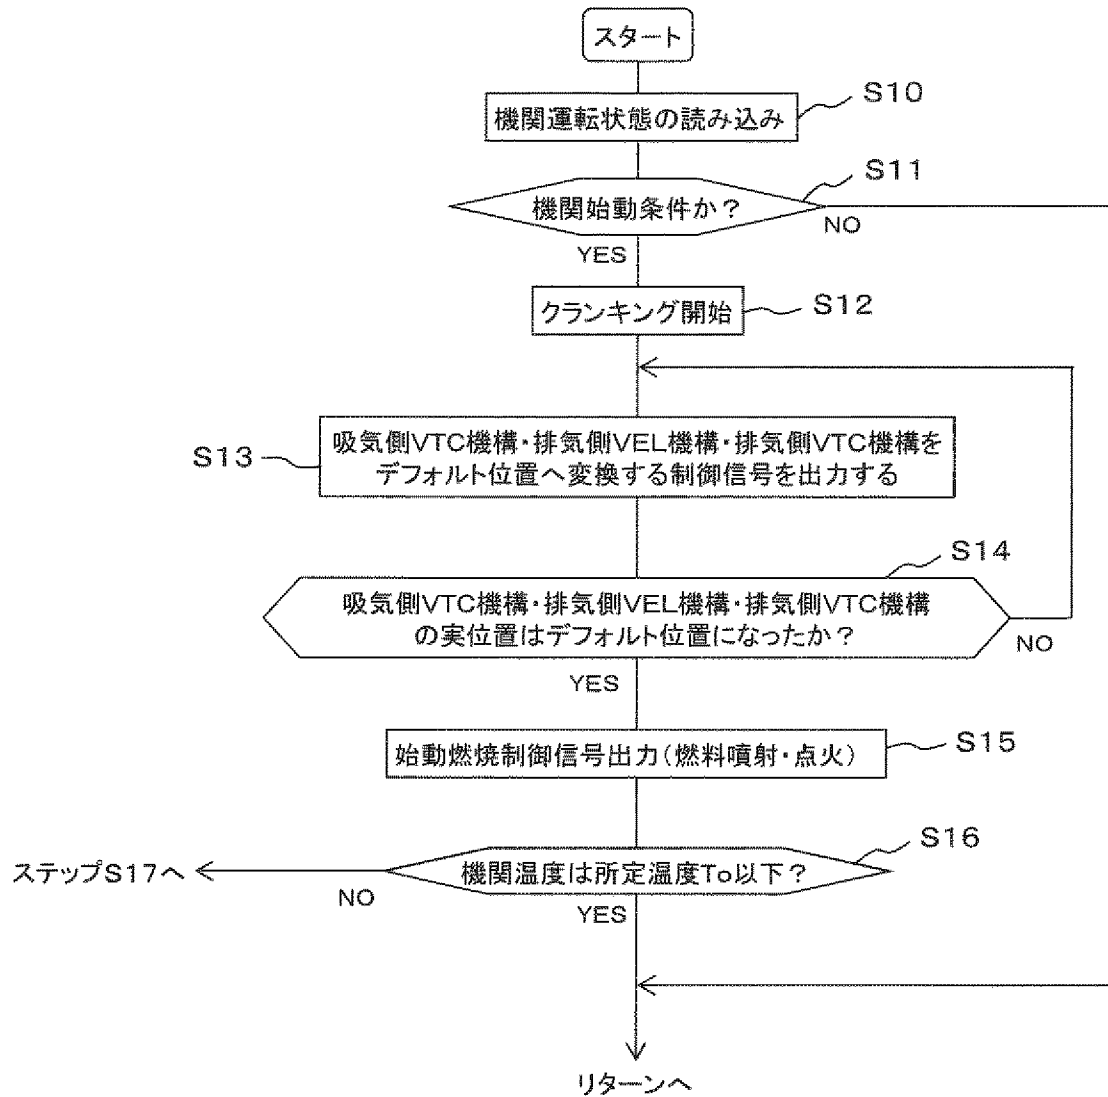 スタート
機関運転状態の読み込み
S10
機関始動条件か？
S11
NO
YES
クランキング開始
S12
S13
吸気側VTC機構・排気側VEL機構・排気側VTC機構を
デフォルト位置へ変換する制御信号を出力する
S14
吸気側VTC機構・排気側VEL機構・排気側VTC機構
の実位置はデフォルト位置になったか？
NO
YES
始動燃焼制御信号出力（燃料噴射・点火）
S15
S16
機関温度は所定温度To以下？
ステップS17へ
NO
YES
リターンへ